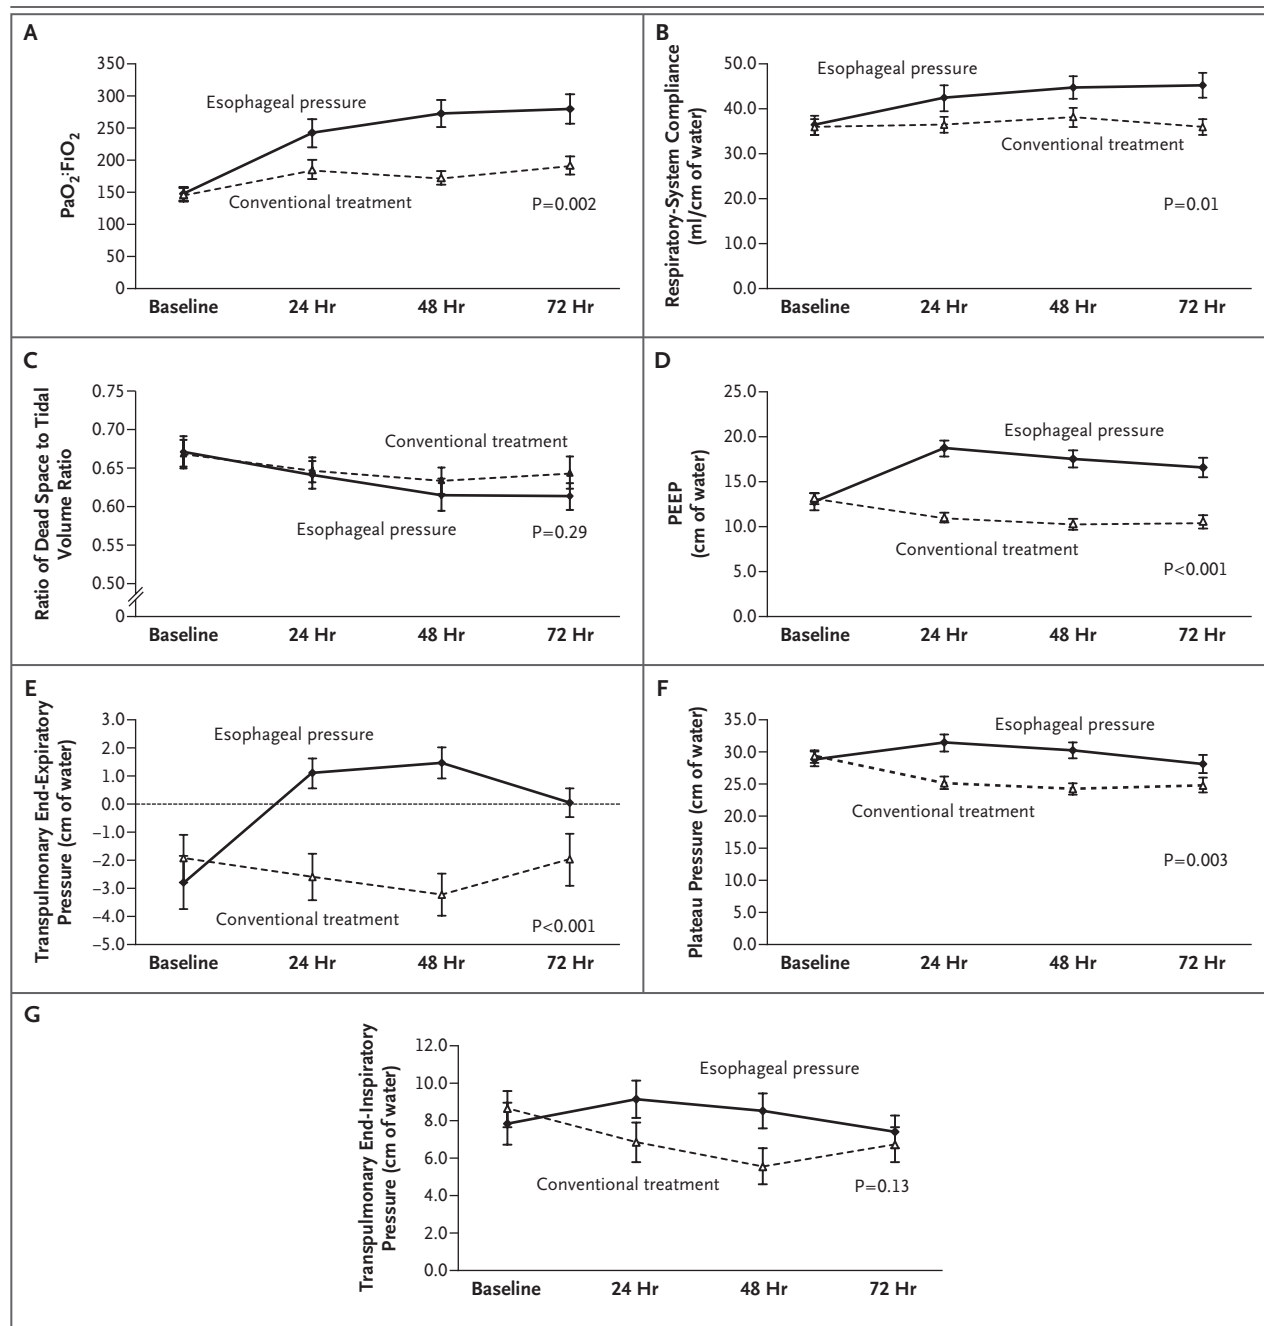 A
PaO2:FIO2
350
300
250
200
150
100
50
0
Esophageal pressure
Conventional treatment
P=0.002
Baseline 24 Hr 48 Hr 72 Hr
B
Respiratory-System Compliance
(ml/cm of water)
50.0
40.0
30.0
20.0
10.0
0.0
Esophageal pressure
Conventional treatment
P=0.01
Baseline 24 Hr 48 Hr 72 Hr
C
Ratio of Dead Space to Tidal
Volume Ratio
0.75
0.70
0.65
0.60
0.55
0.50
0
Conventional treatment
Esophageal pressure
P=0.29
Baseline 24 Hr 48 Hr 72 Hr
D
PEEP
(cm of water)
25.0
20.0
15.0
10.0
5.0
0.0
Esophageal pressure
Conventional treatment
P<0.001
Baseline 24 Hr 48 Hr 72 Hr
E
Transpulmonary End-Expiratory
Pressure (cm of water)
3.0
2.0
1.0
0.0
−1.0
−2.0
−3.0
−4.0
−5.0
Esophageal pressure
Conventional treatment
P<0.001
Baseline 24 Hr 48 Hr 72 Hr
F
Plateau Pressure (cm of water)
35.0
30.0
25.0
20.0
15.0
10.0
5.0
0.0
Esophageal pressure
Conventional treatment
P=0.003
Baseline 24 Hr 48 Hr 72 Hr
G
Transpulmonary End-Inspiratory
Pressure (cm of water)
12.0
10.0
8.0
6.0
4.0
2.0
0.0
Esophageal pressure
Conventional treatment
P=0.13
Baseline 24 Hr 48 Hr 72 Hr